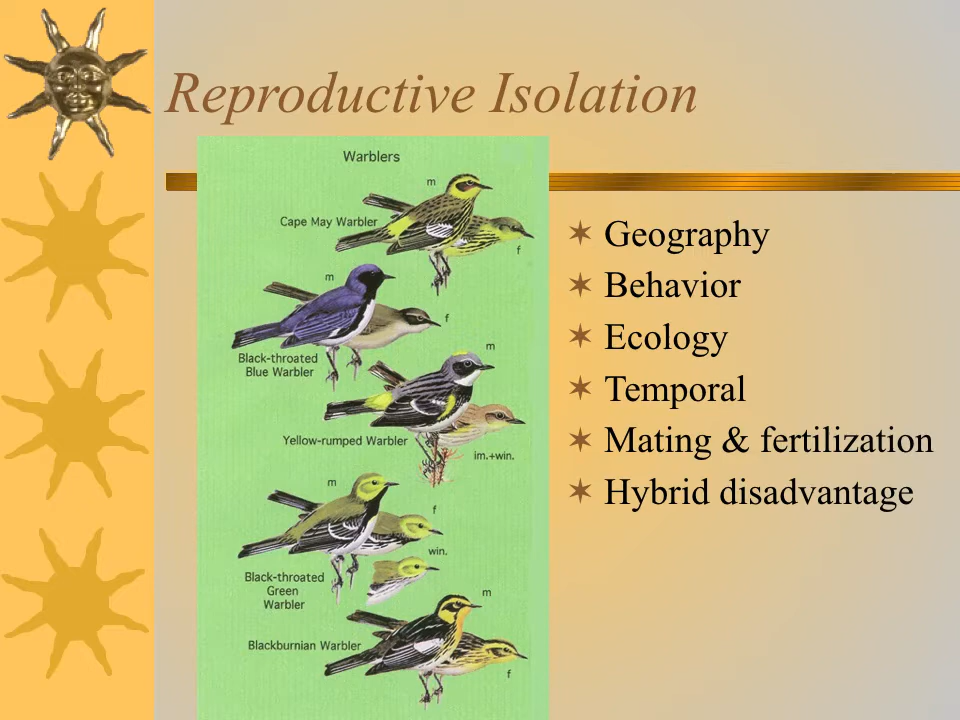 Reproductive Isolation
Warblers
m
Cape May Warbler
f
m
f
Black-throated
Blue Warbler
m
Yellow-rumped Warbler
im.+win.
m
f
win.
Black-throated
Green
Warbler
m
Blackburnian Warbler
f
Geography
Behavior
Ecology
Temporal
Mating & fertilization
Hybrid disadvantage